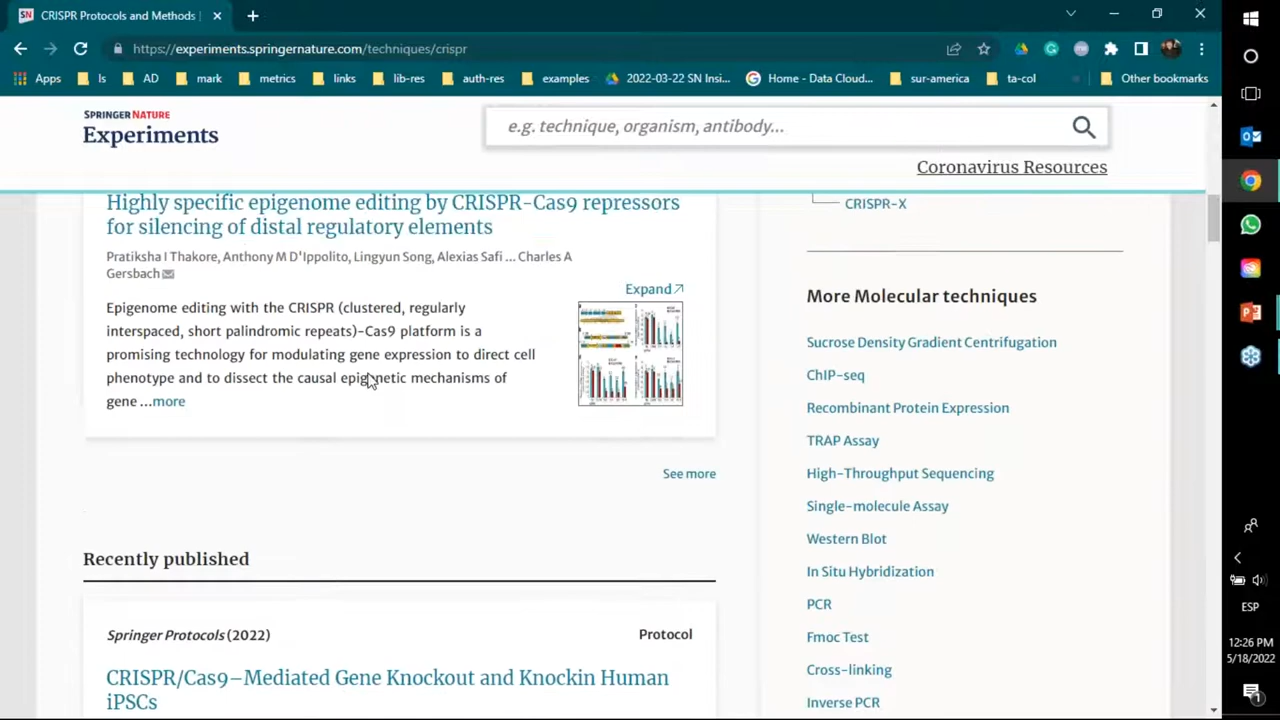 CRISPR Protocols and Methods
https://experiments.springernature.com/techniques/crispr
Apps
ls
AD
mark
metrics
links
lib-res
auth-res
examples
2022-03-22 SN Insi...
Home - Data Cloud...
sur-america
ta-col
Other bookmarks
SPRINGER NATURE
Experiments
e.g. technique, organism, antibody...
Coronavirus Resources
Highly specific epigenome editing by CRISPR-Cas9 repressors
for silencing of distal regulatory elements
Pratiksha I Thakore, Anthony M D'Ippolito, Lingyun Song, Alexias Safi ... Charles A
Gersbach
Expand
Epigenome editing with the CRISPR (clustered, regularly
interspaced, short palindromic repeats)-Cas9 platform is a
promising technology for modulating gene expression to direct cell
phenotype and to dissect the causal epigenetic mechanisms of
gene ...more
See more
Recently published
Springer Protocols (2022)
Protocol
CRISPR/Cas9–Mediated Gene Knockout and Knockin Human
iPSCs
CRISPR-X
More Molecular techniques
Sucrose Density Gradient Centrifugation
ChIP-seq
Recombinant Protein Expression
TRAP Assay
High-Throughput Sequencing
Single-molecule Assay
Western Blot
In Situ Hybridization
PCR
Fmoc Test
Cross-linking
Inverse PCR
ESP
12:26 PM
5/18/2022
1